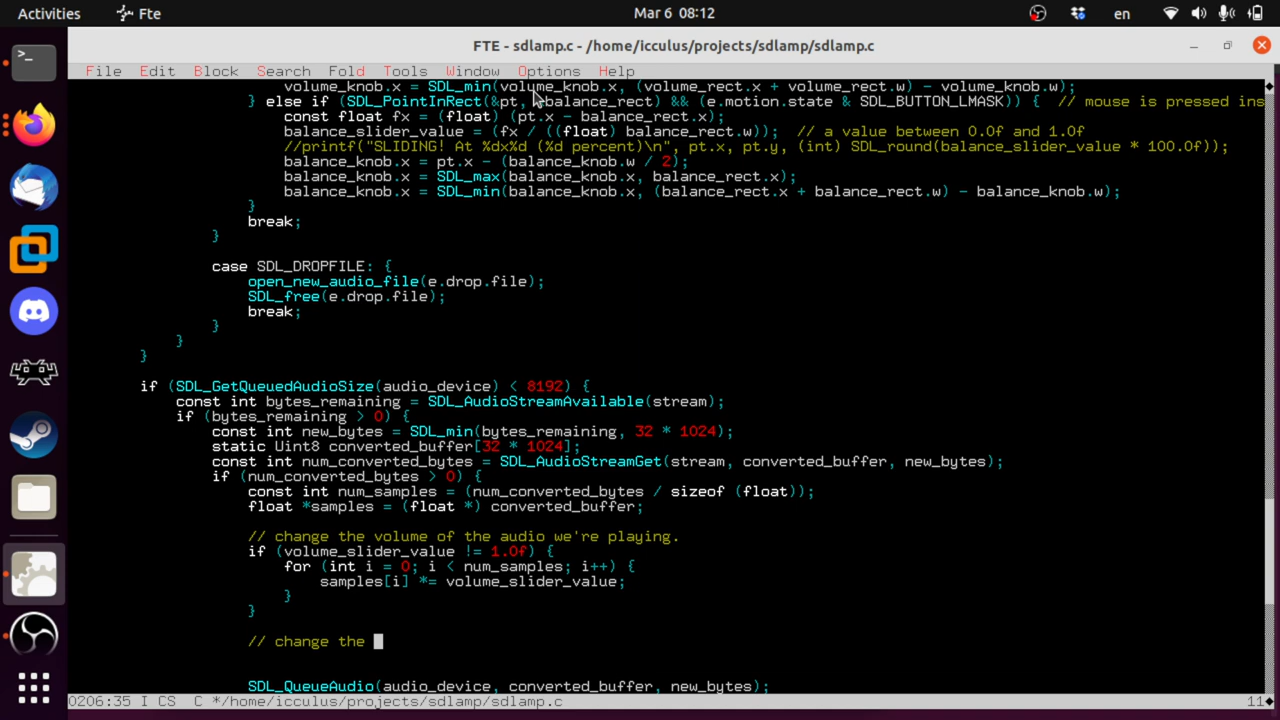 Activities
Fte
Mar 6 08:12
en
FTE - sdlamp.c - /home/icculus/projects/sdlamp/sdlamp.c
File Edit Block Search Fold Tools Window Options Help
volume_knob.x = SDL_min(volume_knob.x, (volume_rect.x + volume_rect.w) - volume_knob.w);
} else if (SDL_PointInRect(&pt, &balance_rect) && (e.motion.state & SDL_BUTTON_LMASK)) {  // mouse is pressed ins
const float fx = (float) (pt.x - balance_rect.x);
balance_slider_value = (fx / ((float) balance_rect.w));  // a value between 0.0f and 1.0f
//printf("SLIDING! At %dx%d (%d percent)\n", pt.x, pt.y, (int) SDL_round(balance_slider_value * 100.0f));
balance_knob.x = pt.x - (balance_knob.w / 2);
balance_knob.x = SDL_max(balance_knob.x, balance_rect.x);
balance_knob.x = SDL_min(balance_knob.x, (balance_rect.x + balance_rect.w) - balance_knob.w);
}
break;
}
case SDL_DROPFILE: {
open_new_audio_file(e.drop.file);
SDL_free(e.drop.file);
break;
}
}
}
if (SDL_GetQueuedAudioSize(audio_device) < 8192) {
const int bytes_remaining = SDL_AudioStreamAvailable(stream);
if (bytes_remaining > 0) {
const int new_bytes = SDL_min(bytes_remaining, 32 * 1024);
static Uint8 converted_buffer[32 * 1024];
const int num_converted_bytes = SDL_AudioStreamGet(stream, converted_buffer, new_bytes);
if (num_converted_bytes > 0) {
const int num_samples = (num_converted_bytes / sizeof (float));
float *samples = (float *) converted_buffer;
// change the volume of the audio we're playing.
if (volume_slider_value != 1.0f) {
for (int i = 0; i < num_samples; i++) {
samples[i] *= volume_slider_value;
}
}
// change the
SDL_QueueAudio(audio_device, converted_buffer, new_bytes);
0206:35 I CS  C */home/icculus/projects/sdlamp/sdlamp.c
11